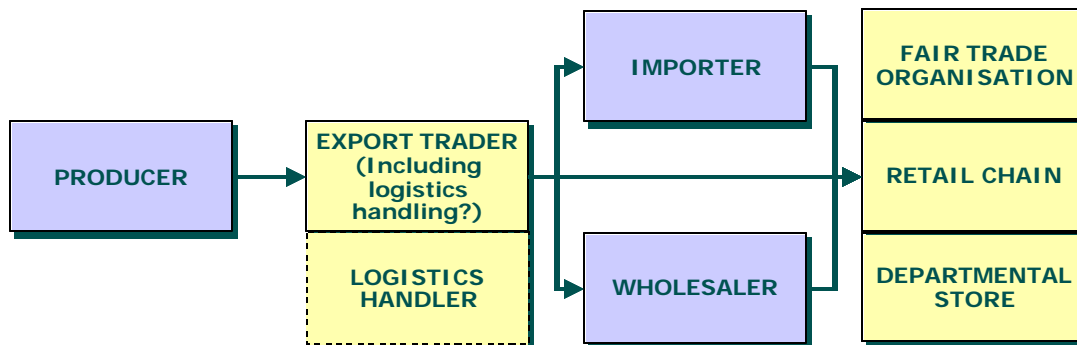 PRODUCER
EXPORT TRADER
(Including
logistics
handling?)
LOGISTICS
HANDLER
IMPORTER
WHOLESALER
FAIR TRADE
ORGANISATION
RETAIL CHAIN
DEPARTMENTAL
STORE